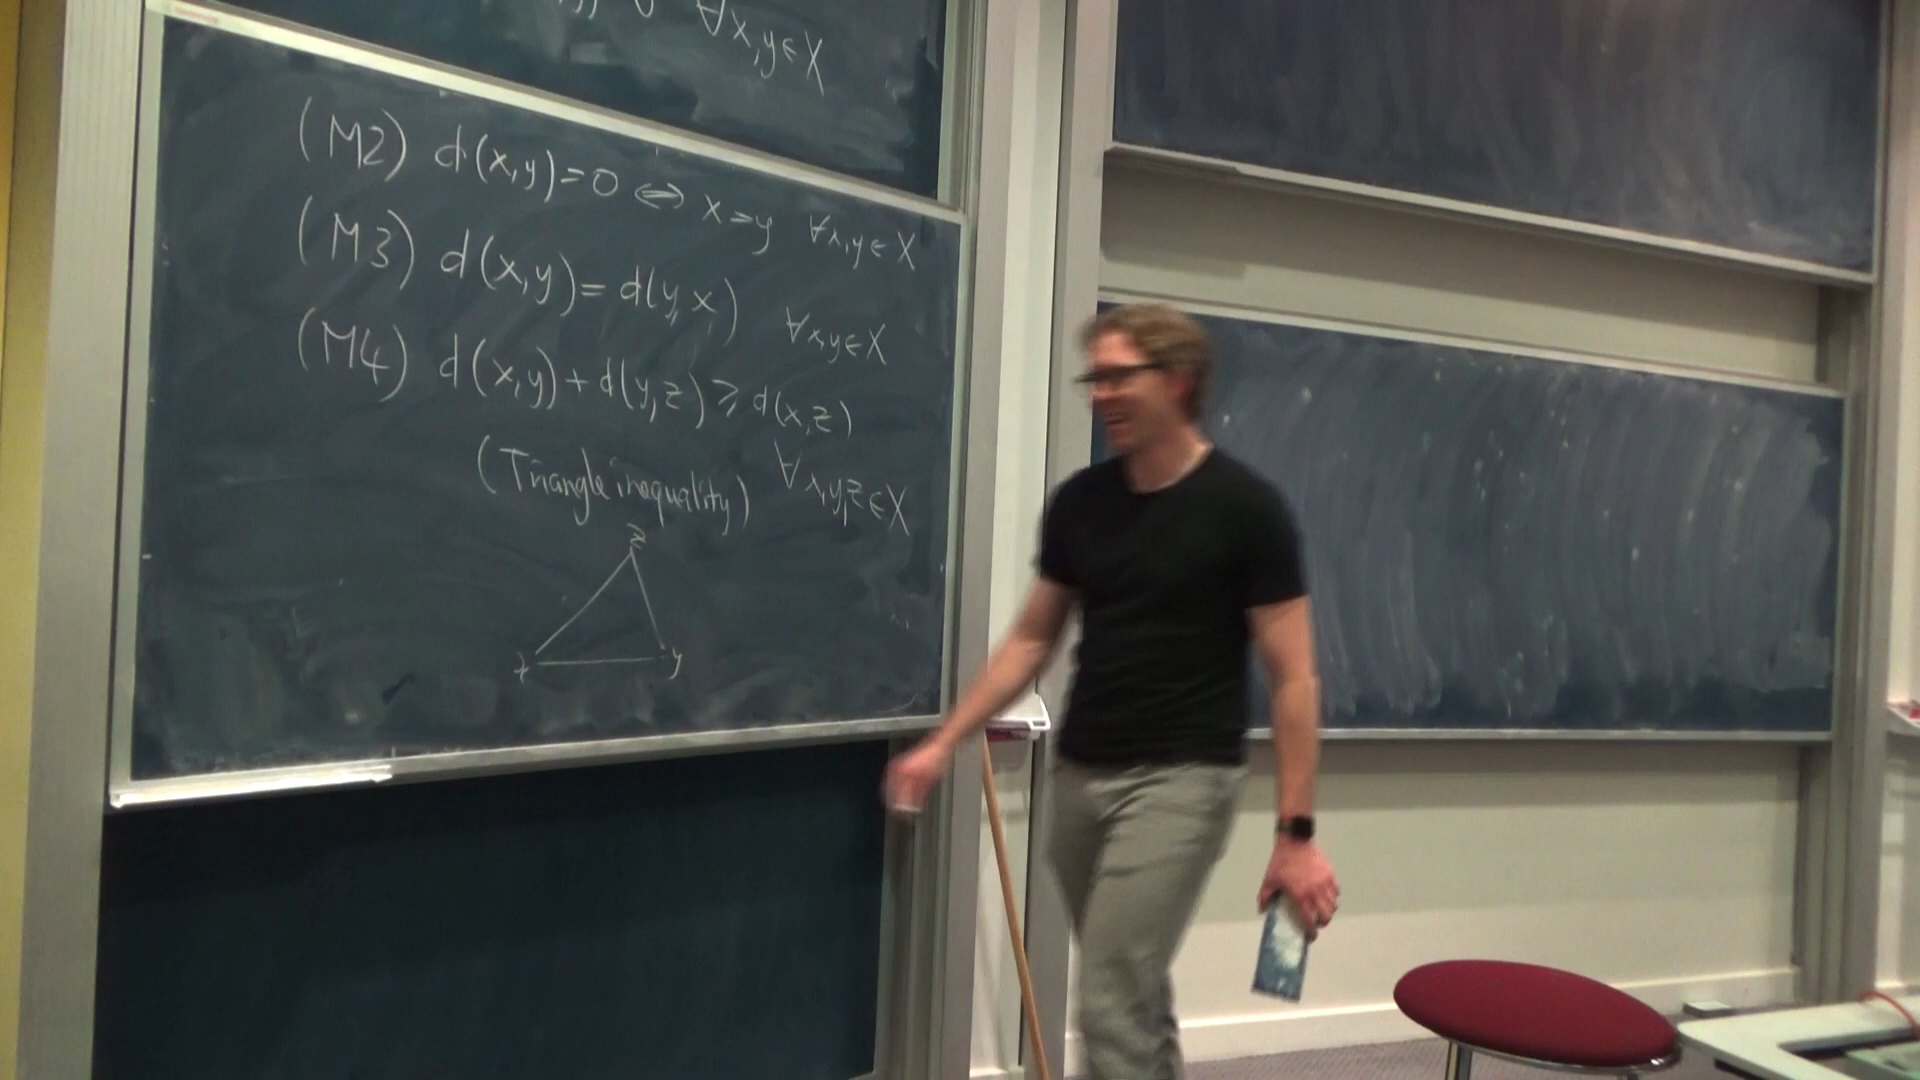 ∀x,y∈X
(M2) d(x,y)=0 ⇔ x=y ∀x,y∈X
(M3) d(x,y)=d(y,x) ∀x,y∈X
(M4) d(x,y)+d(y,z)⩾d(x,z)
(Triangle inequality) ∀x,y,z∈X
z
x y